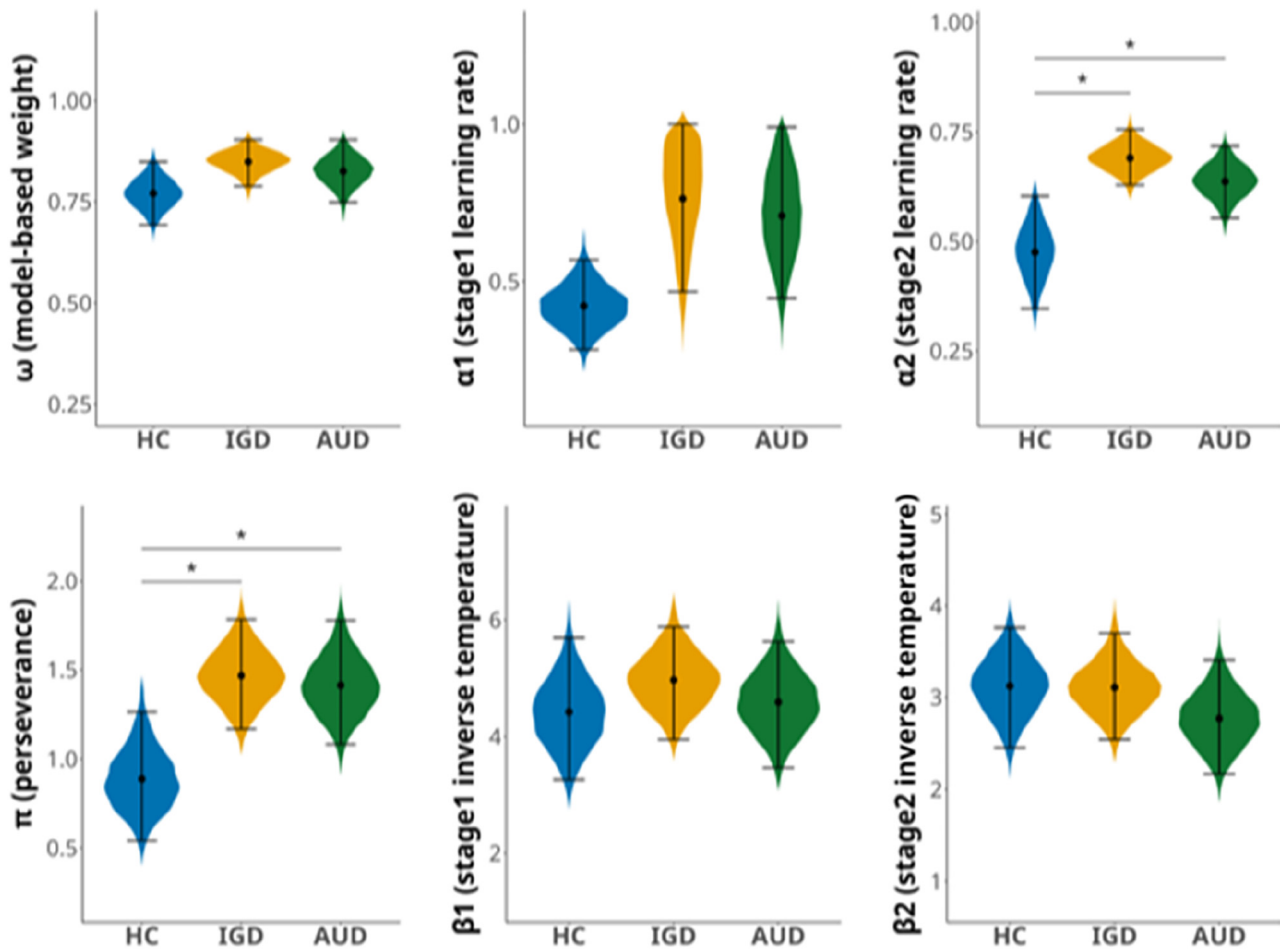 ω (model-based weight)
1.00
0.75
0.50
0.25
HC IGD AUD
α1 (stage1 learning rate)
1.0
0.5
HC IGD AUD
α2 (stage2 learning rate)
1.00
0.75
0.50
0.25
*
*
HC IGD AUD
π (perseverance)
2.0
1.5
1.0
0.5
*
*
HC IGD AUD
β1 (stage1 inverse temperature)
6
4
2
HC IGD AUD
β2 (stage2 inverse temperature)
5
4
3
2
1
HC IGD AUD